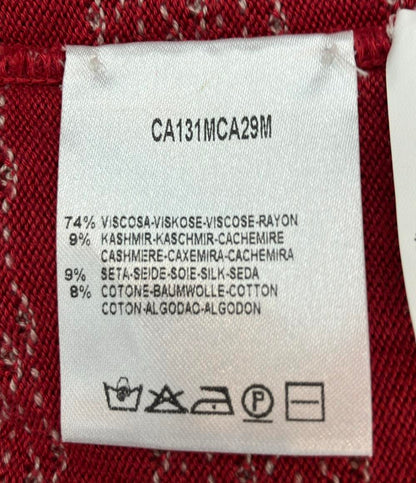 CA131MCA29M
74% VISCOSA-VISKOSE-VISCOSE-RAYON
9% KASHMIR-KASCHMIR-CACHEMIRE
CASHMERE-CAXEMIRA-CACHEMIRA
9% SETA-SEIDE-SOIE-SILK-SEDA
8% COTONE-BAUMWOLLE-COTTON
COTON-ALGODAO-ALGODON
P